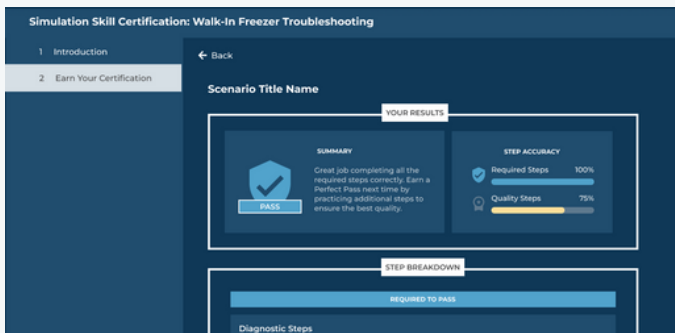 Simulation Skill Certification: Walk-In Freezer Troubleshooting
1 Introduction
2 Earn Your Certification
← Back
Scenario Title Name
YOUR RESULTS
SUMMARY
Great job completing all the
required steps correctly. Earn a
Perfect Pass next time by
practicing additional steps to
ensure the best quality.
PASS
STEP ACCURACY
Required Steps 100%
Quality Steps 75%
STEP BREAKDOWN
REQUIRED TO PASS
Diagnostic Steps